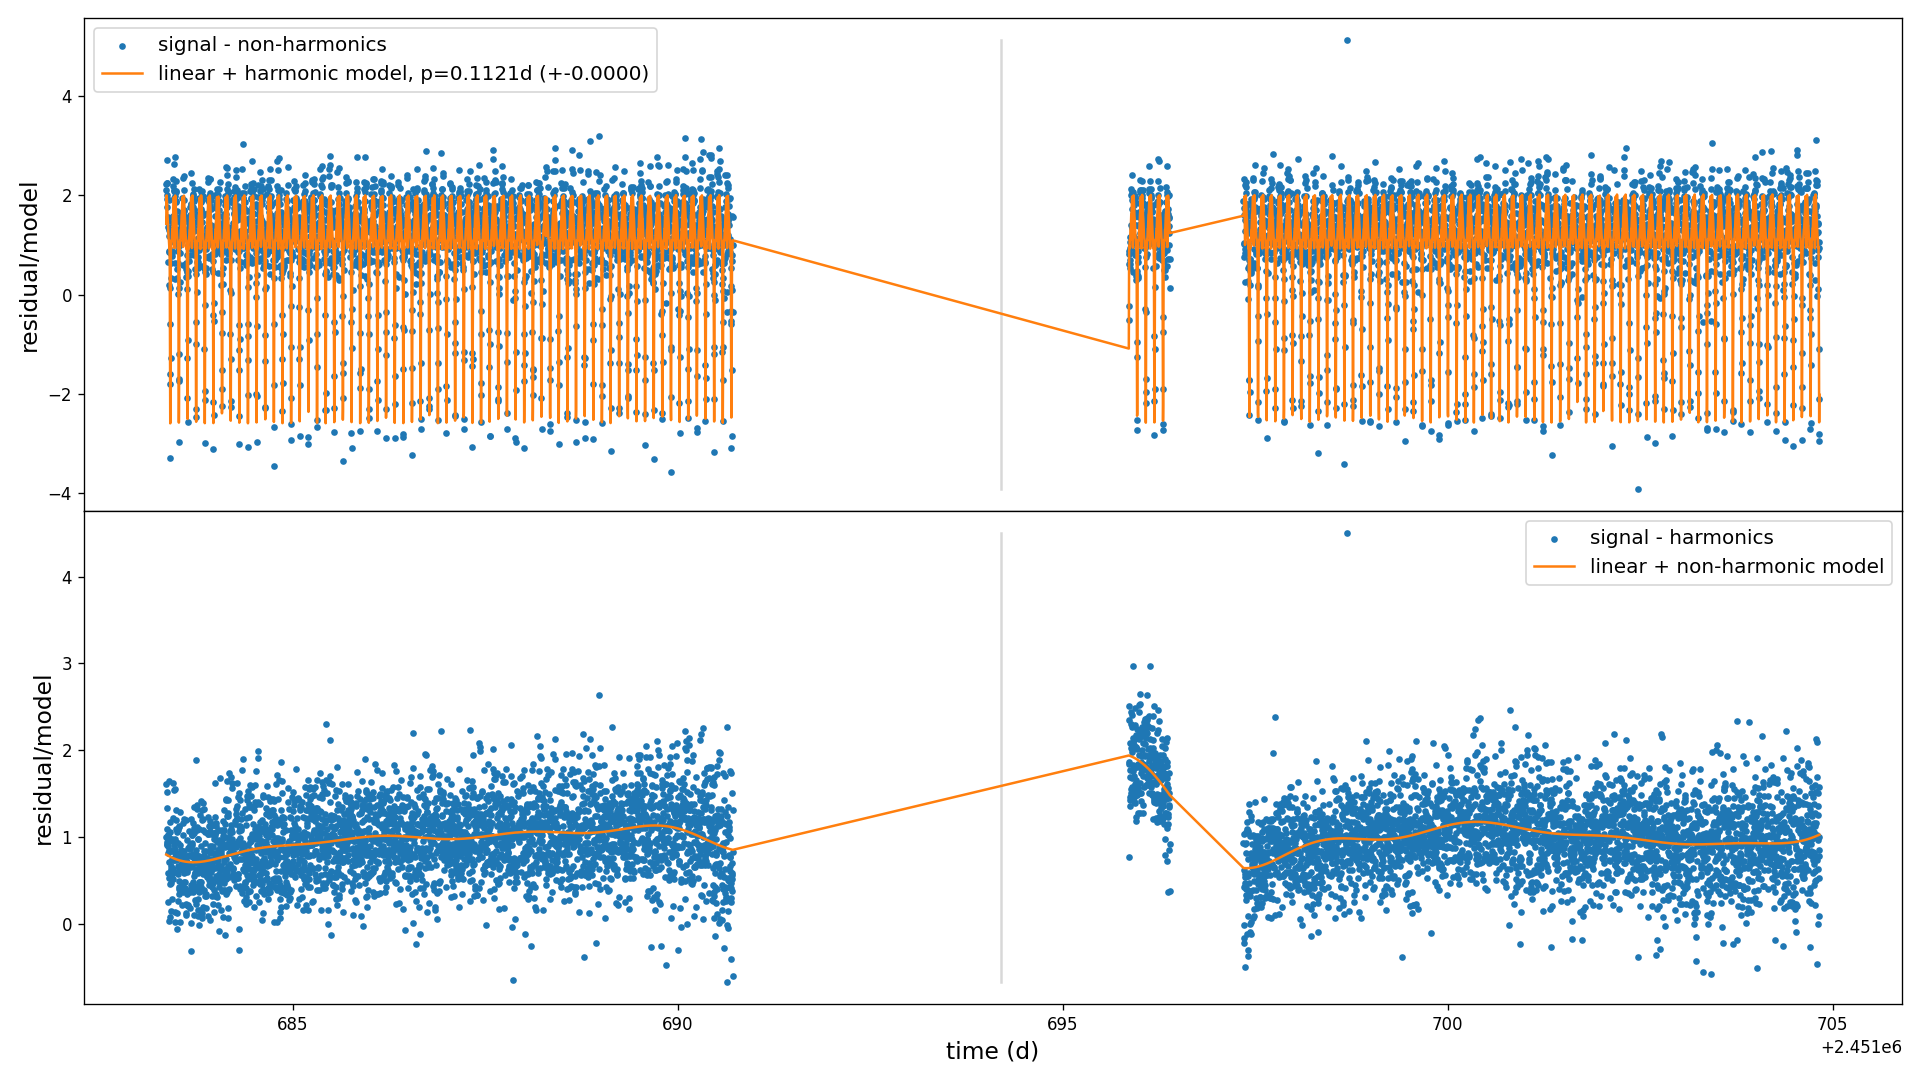 signal - non-harmonics
linear + harmonic model, p=0.1121d (+-0.0000)
residual/model
4
2
0
−2
−4
signal - harmonics
linear + non-harmonic model
residual/model
4
3
2
1
0
685
690
695
700
705
time (d)
+2.451e6